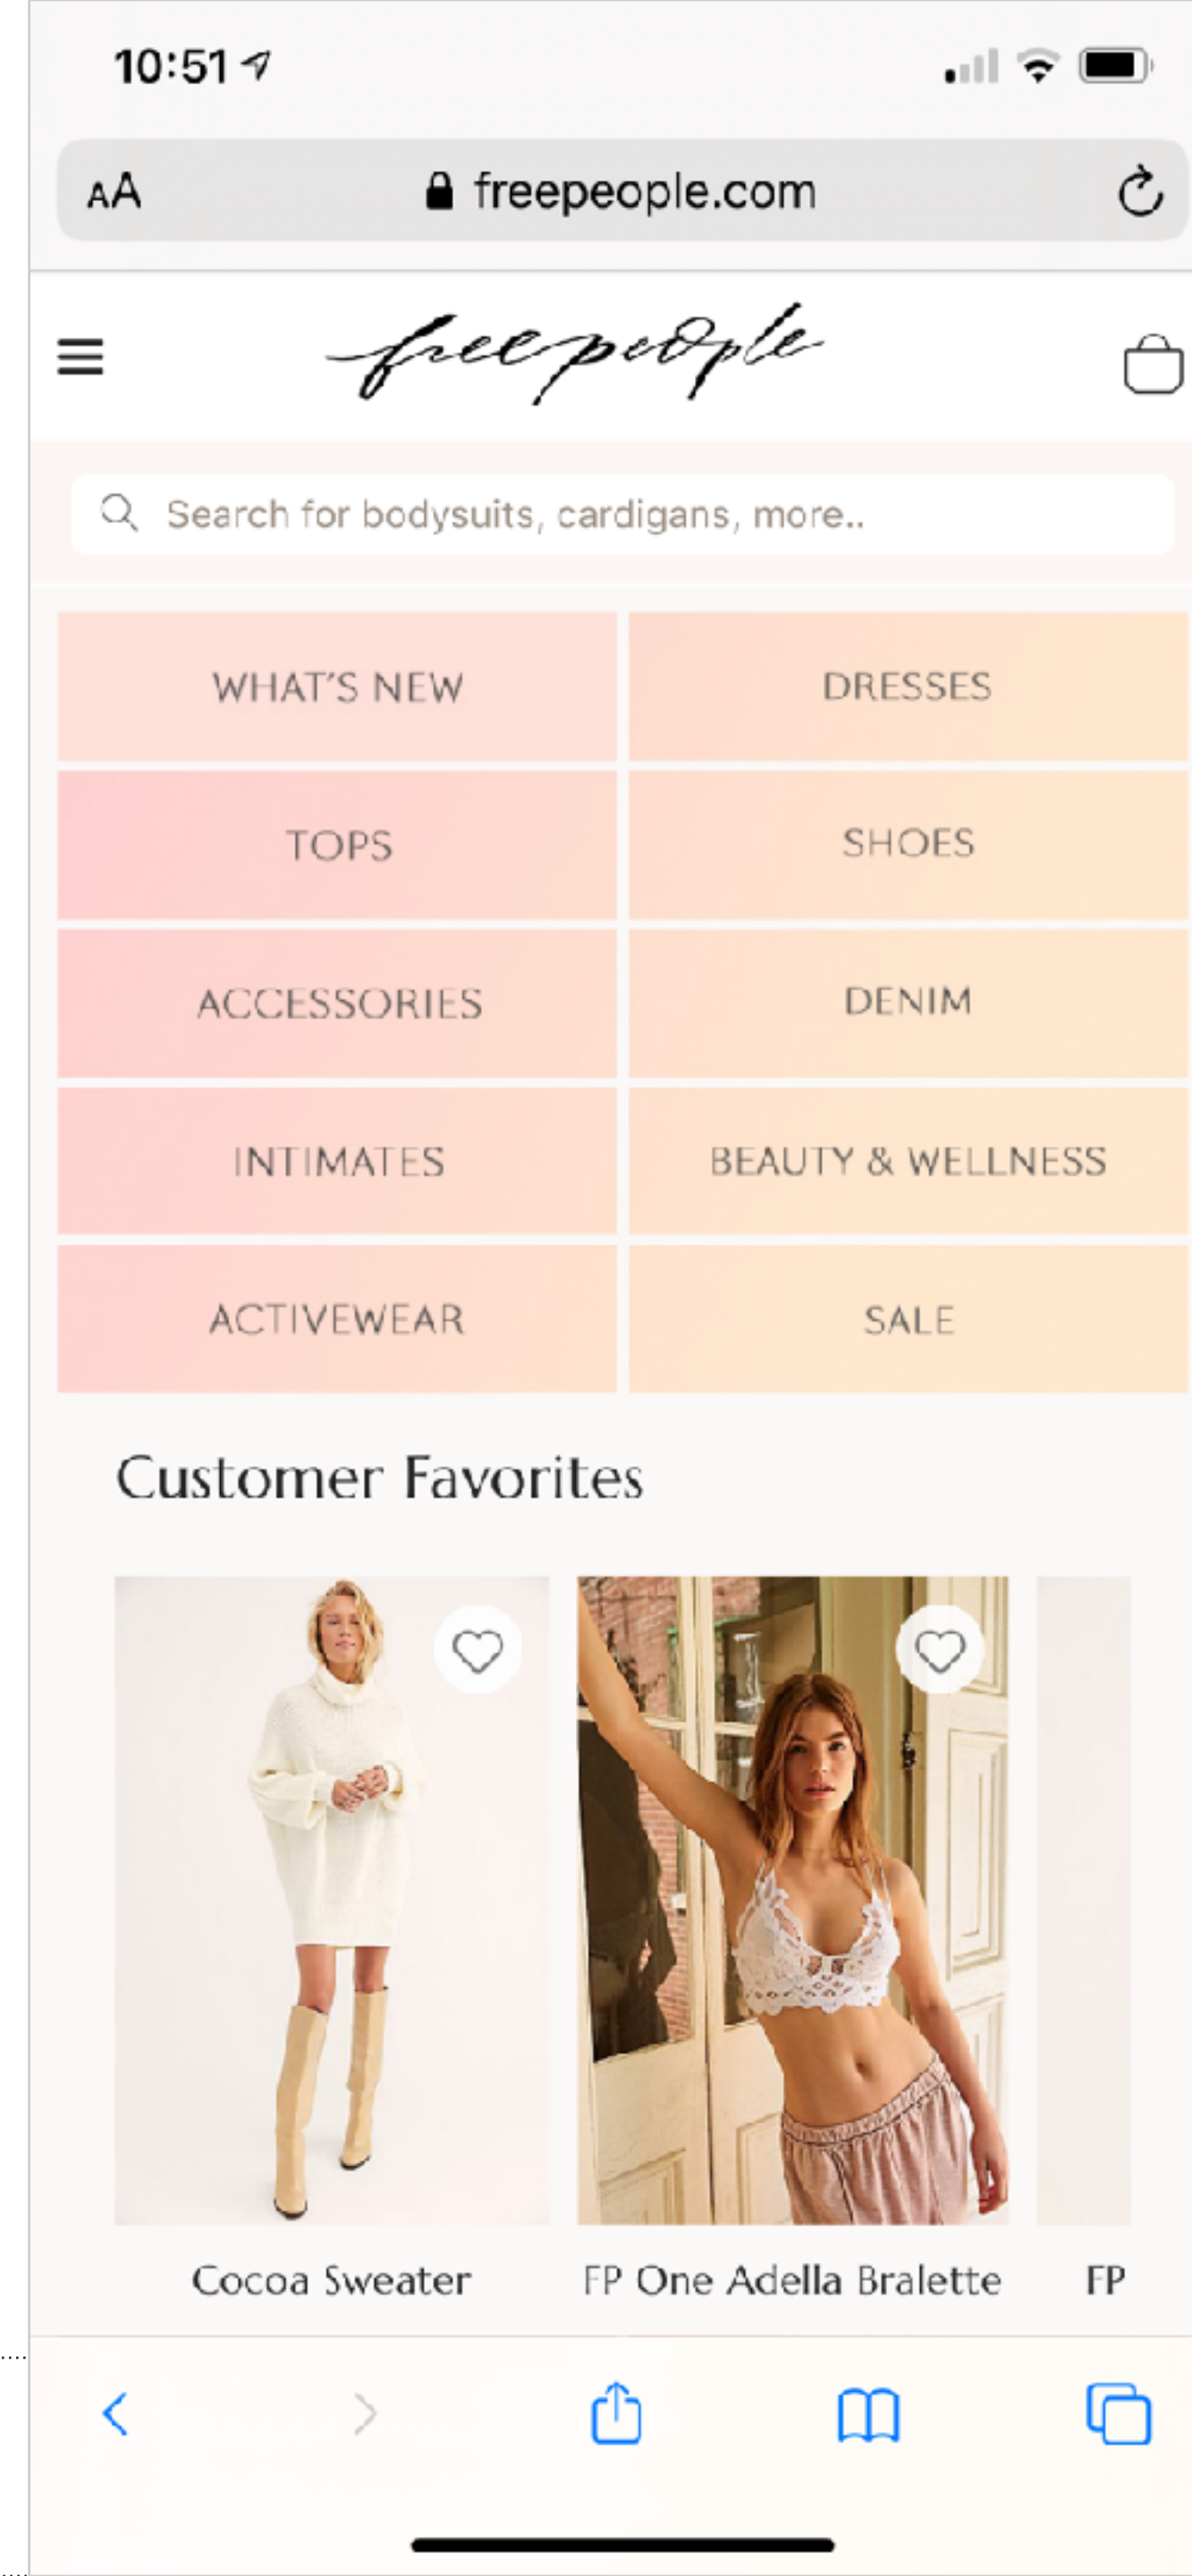 10:51
AA freepeople.com
free people
Search for bodysuits, cardigans, more..
WHAT'S NEW DRESSES
TOPS SHOES
ACCESSORIES DENIM
INTIMATES BEAUTY & WELLNESS
ACTIVEWEAR SALE
Customer Favorites
Cocoa Sweater FP One Adella Bralette FP